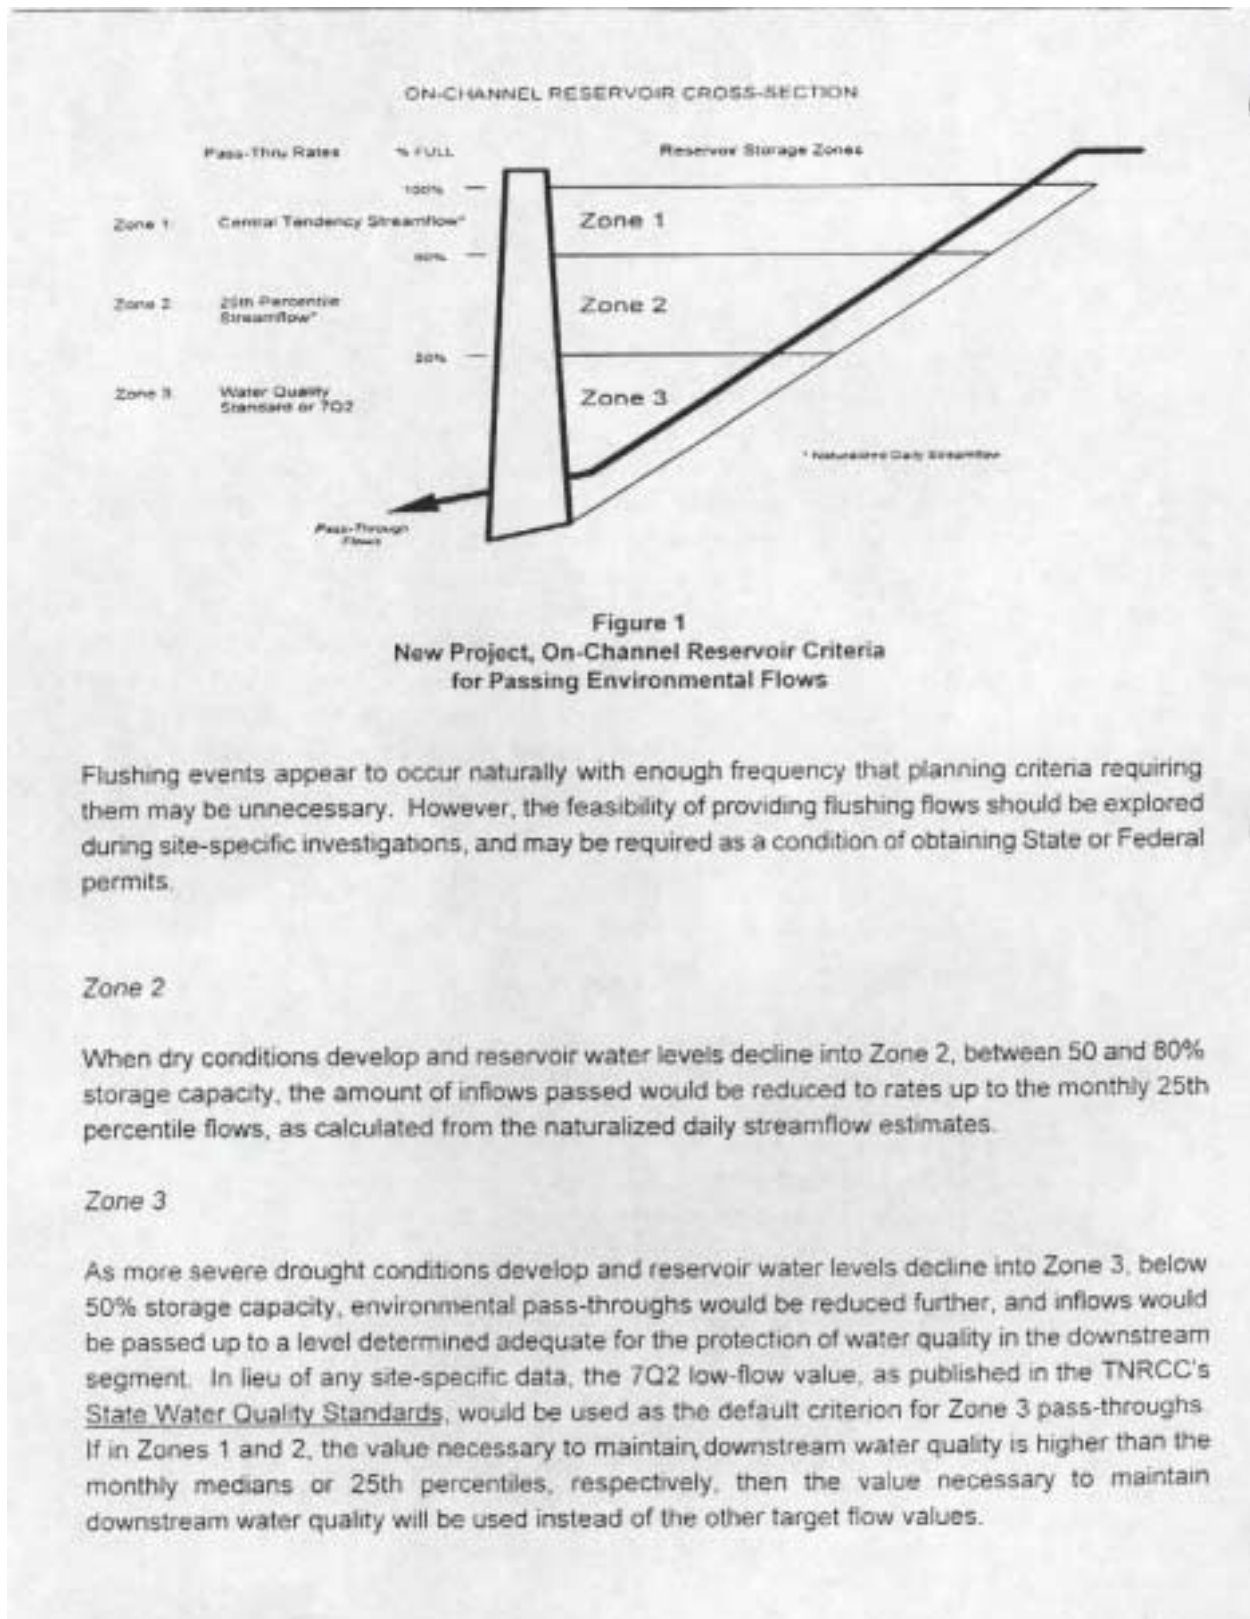 ON-CHANNEL RESERVOIR CROSS-SECTION
Pass-Thru Rates % FULL Reservoir Storage Zones
100%
Zone 1: Central Tendency Streamflow* Zone 1
80%
Zone 2: 25th Percentile Zone 2
Streamflow*
50%
Zone 3: Water Quality Zone 3
Standard or 7Q2
* Naturalized Daily Streamflow
Pass-Through
Flows
Figure 1
New Project, On-Channel Reservoir Criteria
for Passing Environmental Flows
Flushing events appear to occur naturally with enough frequency that planning criteria requiring
them may be unnecessary. However, the feasibility of providing flushing flows should be explored
during site-specific investigations, and may be required as a condition of obtaining State or Federal
permits.
Zone 2
When dry conditions develop and reservoir water levels decline into Zone 2, between 50 and 80%
storage capacity, the amount of inflows passed would be reduced to rates up to the monthly 25th
percentile flows, as calculated from the naturalized daily streamflow estimates.
Zone 3
As more severe drought conditions develop and reservoir water levels decline into Zone 3, below
50% storage capacity, environmental pass-throughs would be reduced further, and inflows would
be passed up to a level determined adequate for the protection of water quality in the downstream
segment. In lieu of any site-specific data, the 7Q2 low-flow value, as published in the TNRCC's
State Water Quality Standards, would be used as the default criterion for Zone 3 pass-throughs.
If in Zones 1 and 2, the value necessary to maintain downstream water quality is higher than the
monthly medians or 25th percentiles, respectively, then the value necessary to maintain
downstream water quality will be used instead of the other target flow values.